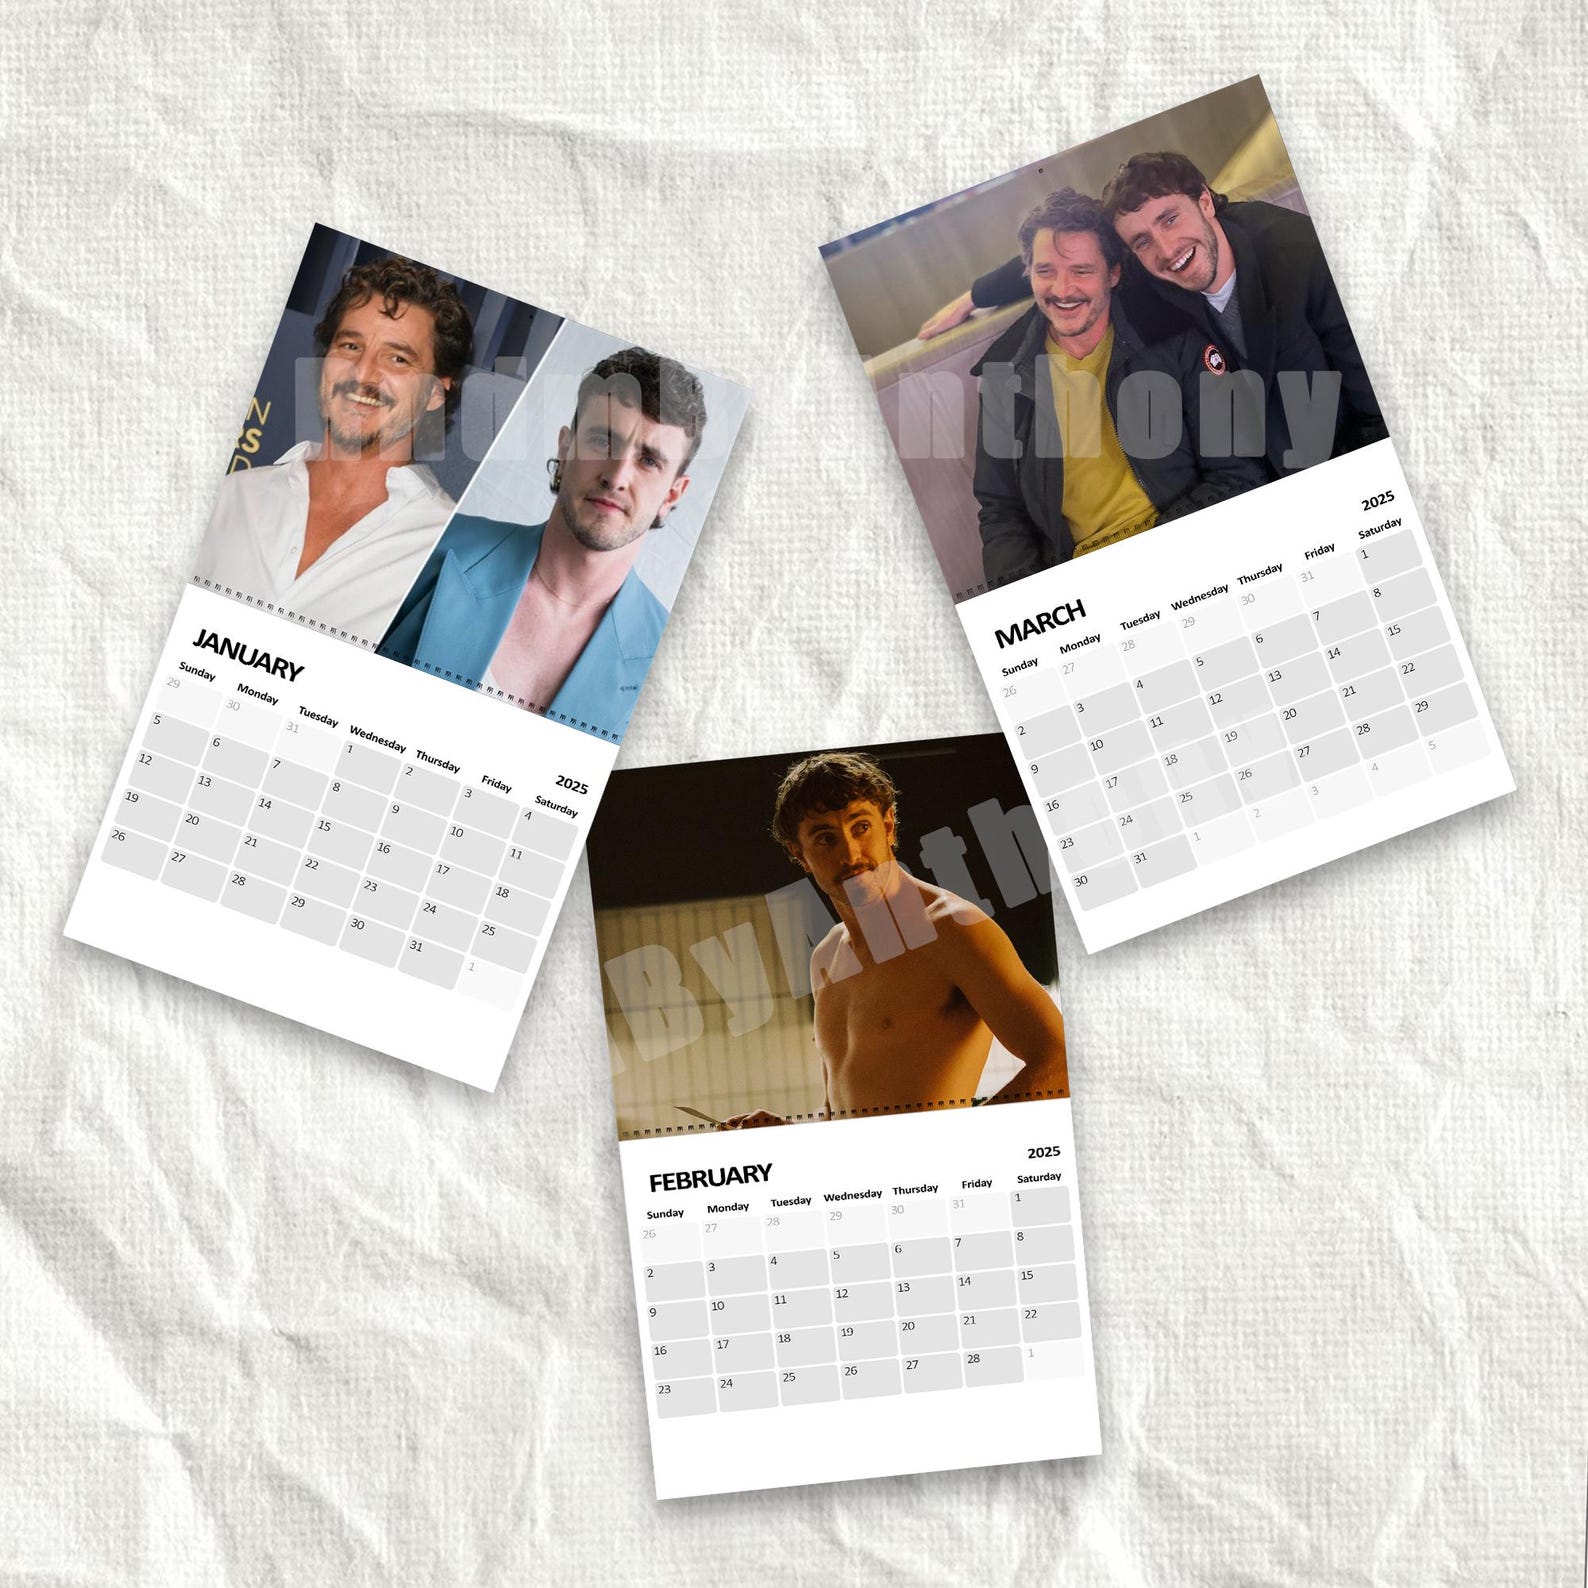 JANUARY
2025
Sunday Monday Tuesday Wednesday Thursday Friday Saturday
29 30 31 1 2 3 4
5 6 7 8 9 10 11
12 13 14 15 16 17 18
19 20 21 22 23 24 25
26 27 28 29 30 31 1
ByAnthony
FEBRUARY
2025
Sunday Monday Tuesday Wednesday Thursday Friday Saturday
26 27 28 29 30 31 1
2 3 4 5 6 7 8
9 10 11 12 13 14 15
16 17 18 19 20 21 22
23 24 25 26 27 28 1
MARCH
2025
Sunday Monday Tuesday Wednesday Thursday Friday Saturday
26 27 28 29 30 31 1
2 3 4 5 6 7 8
9 10 11 12 13 14 15
16 17 18 19 20 21 22
23 24 25 26 27 28 29
30 31 1 2 3 4 5